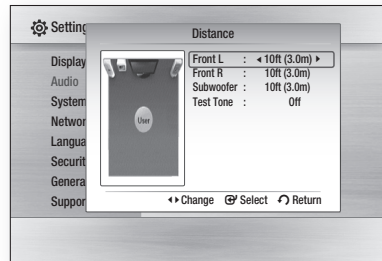 Setting
Distance
Display
Audio
System
Networ
Langua
Securit
Genera
Suppor
User
Front L : ◂ 10ft (3.0m) ▸
Front R : 10ft (3.0m)
Subwoofer : 10ft (3.0m)
Test Tone : Off
◂▸ Change Select Return